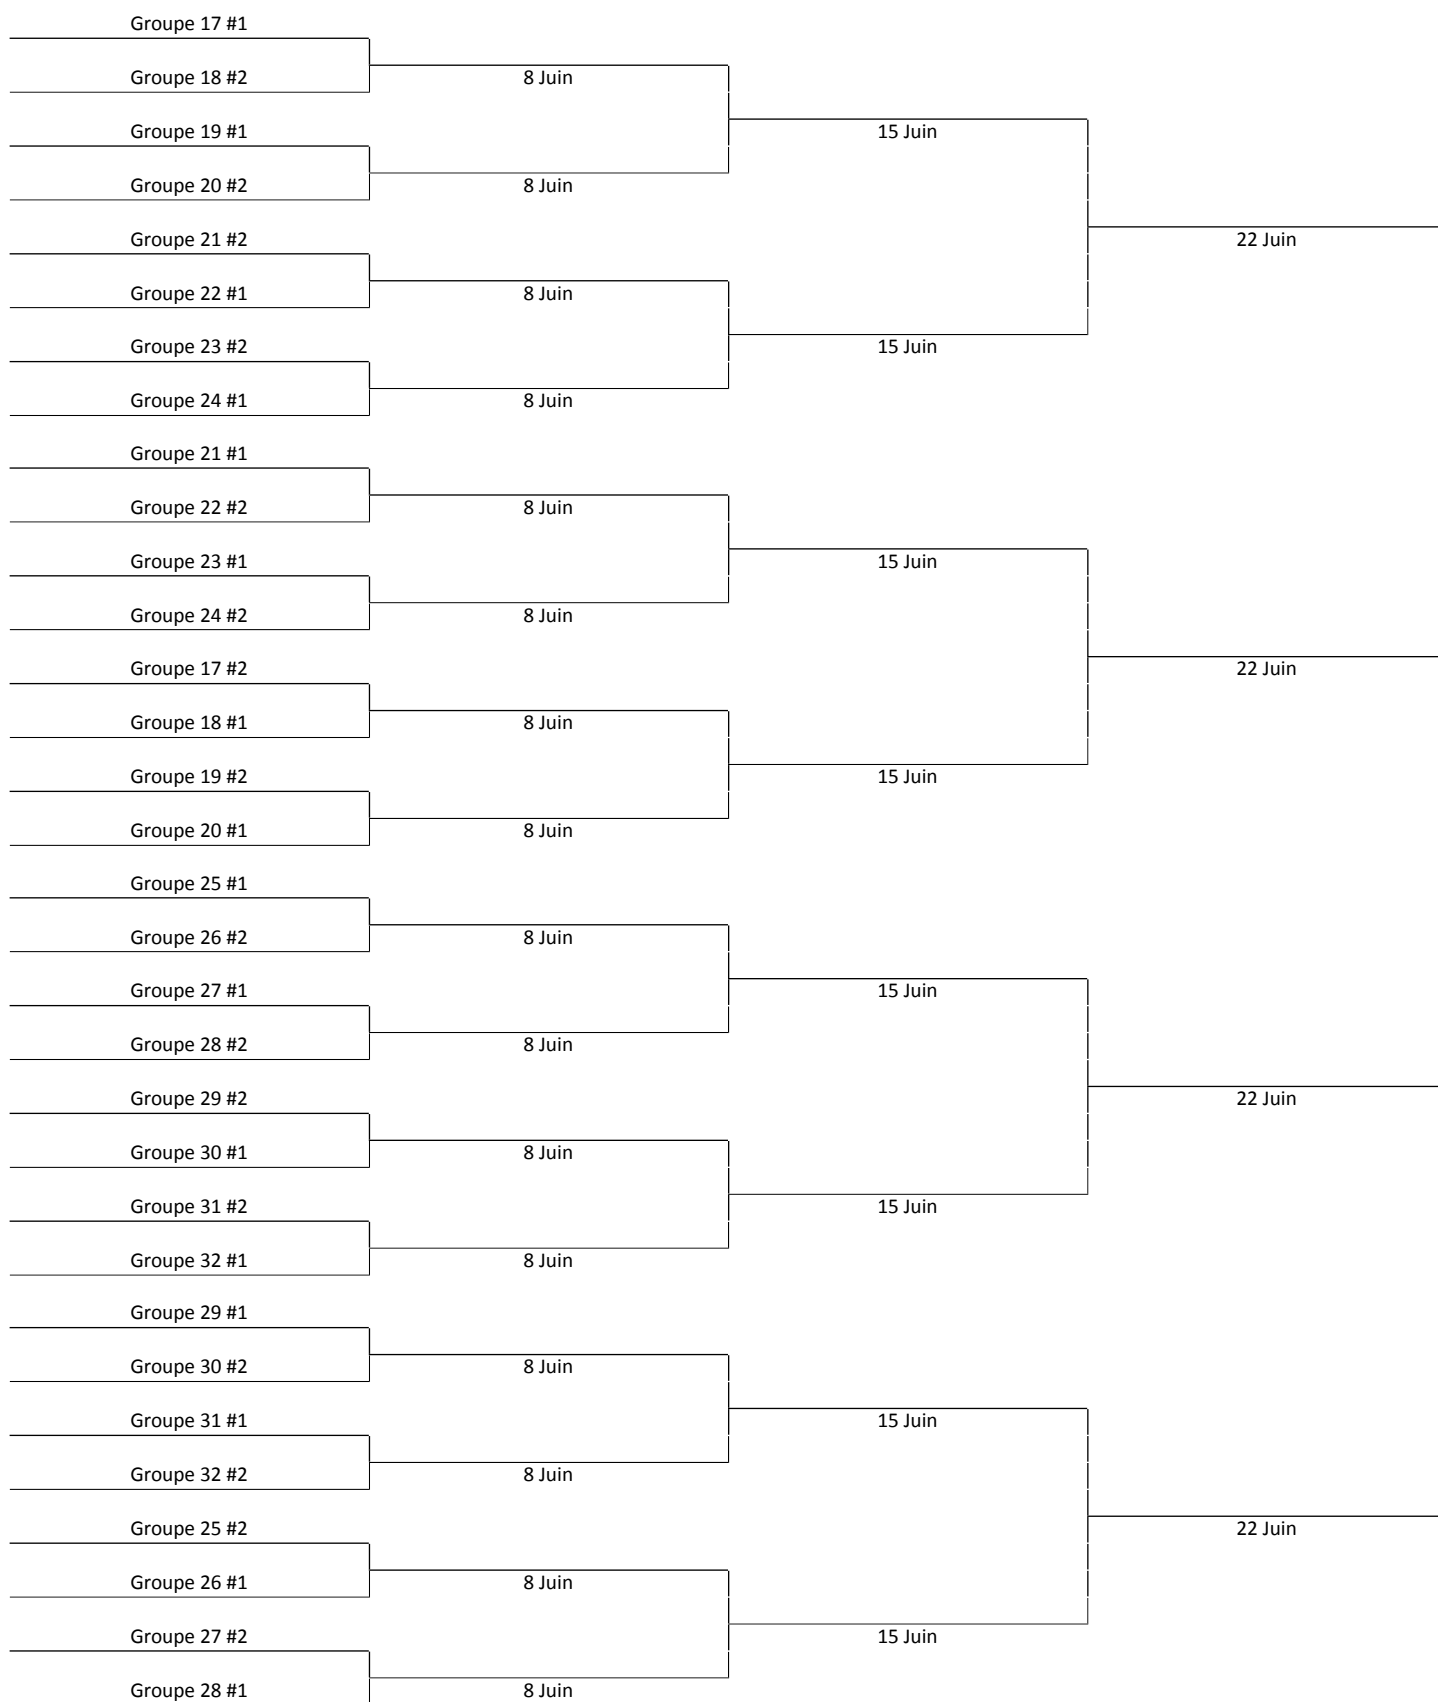 Groupe 17 #1
Groupe 18 #2
8 Juin
Groupe 19 #1
15 Juin
Groupe 20 #2
8 Juin
Groupe 21 #2
22 Juin
Groupe 22 #1
8 Juin
Groupe 23 #2
15 Juin
Groupe 24 #1
8 Juin
Groupe 21 #1
Groupe 22 #2
8 Juin
Groupe 23 #1
15 Juin
Groupe 24 #2
8 Juin
Groupe 17 #2
22 Juin
Groupe 18 #1
8 Juin
Groupe 19 #2
15 Juin
Groupe 20 #1
8 Juin
Groupe 25 #1
Groupe 26 #2
8 Juin
Groupe 27 #1
15 Juin
Groupe 28 #2
8 Juin
Groupe 29 #2
22 Juin
Groupe 30 #1
8 Juin
Groupe 31 #2
15 Juin
Groupe 32 #1
8 Juin
Groupe 29 #1
Groupe 30 #2
8 Juin
Groupe 31 #1
15 Juin
Groupe 32 #2
8 Juin
Groupe 25 #2
22 Juin
Groupe 26 #1
8 Juin
Groupe 27 #2
15 Juin
Groupe 28 #1
8 Juin